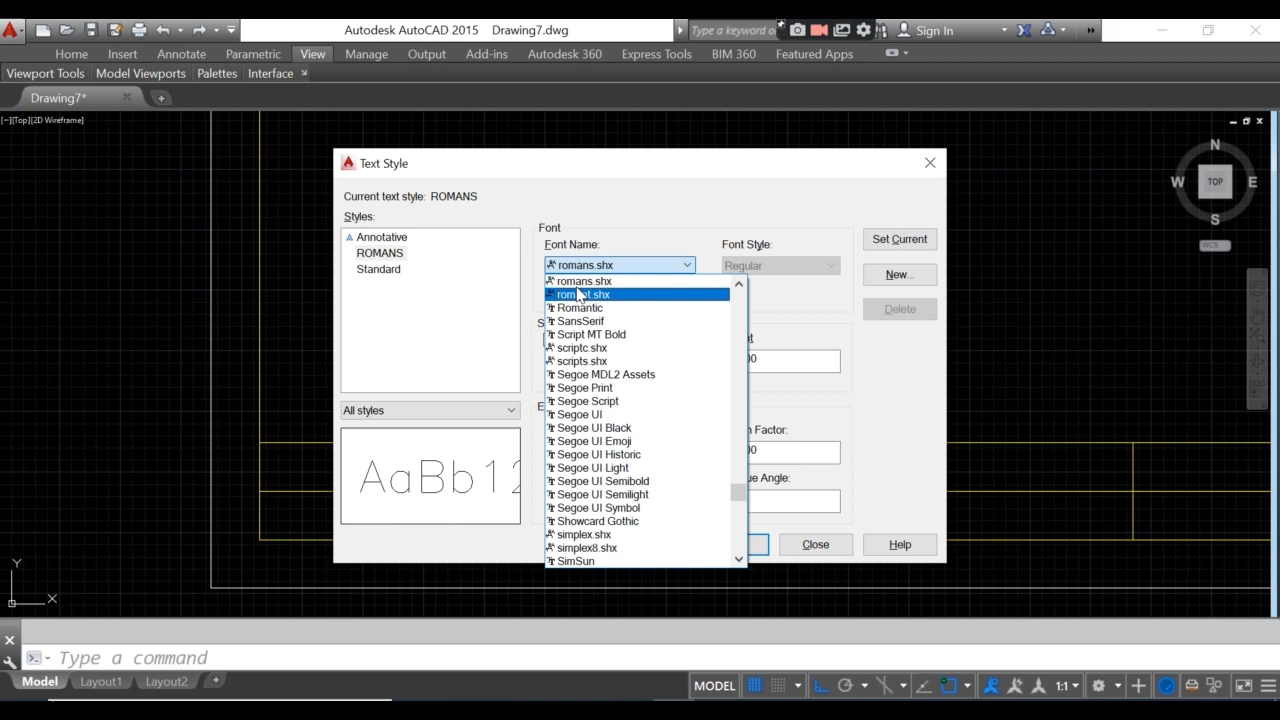 Autodesk AutoCAD 2015 Drawing7.dwg
Type a keyword o
Sign In
Home Insert Annotate Parametric View Manage Output Add-ins Autodesk 360 Express Tools BIM 360 Featured Apps
Viewport Tools Model Viewports Palettes Interface
Drawing7*
[−][Top][2D Wireframe]
N
W TOP E
S
WCS
Text Style
Current text style: ROMANS
Styles:
Annotative
ROMANS
Standard
All styles
AaBb12
Font
Font Name:
romans.shx
Font Style:
Regular
Set Current
New...
Delete
romans.shx
Romantic
SansSerif
Script MT Bold
scriptc.shx
scripts.shx
Segoe MDL2 Assets
Segoe Print
Segoe Script
Segoe UI
Segoe UI Black
Segoe UI Emoji
Segoe UI Historic
Segoe UI Light
Segoe UI Semibold
Segoe UI Semilight
Segoe UI Symbol
Showcard Gothic
simplex.shx
simplex8.shx
SimSun
Factor:
ue Angle:
Close
Help
Y
X
Type a command
Model Layout1 Layout2
MODEL
1:1